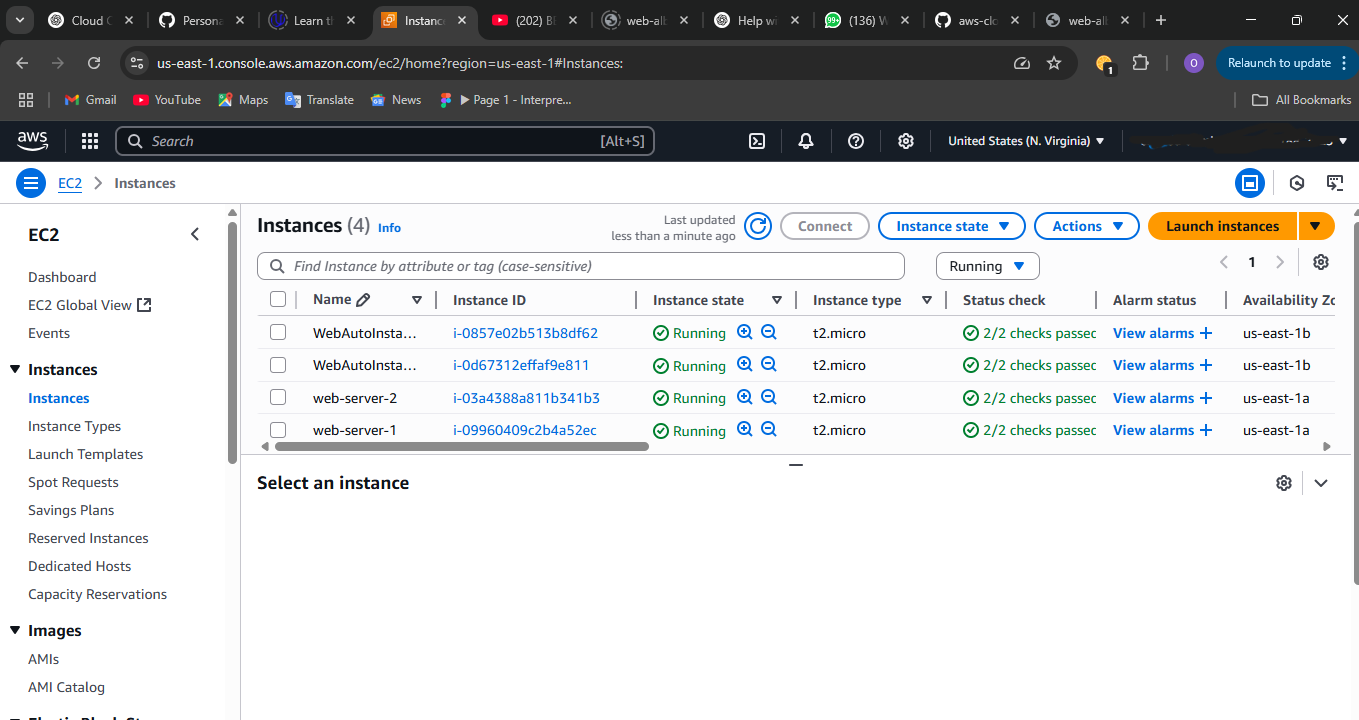 Cloud
Persona
Learn th
Instanc
(202) B
web-alb
Help wi
99+
(136) W
aws-clo
web-alb
us-east-1.console.aws.amazon.com/ec2/home?region=us-east-1#Instances:
1
O
Relaunch to update
Gmail
YouTube
Maps
Translate
News
Page 1 - Interpre...
All Bookmarks
aws
Search
[Alt+S]
United States (N. Virginia)
EC2
Instances
EC2
Dashboard
EC2 Global View
Events
Instances
Instances
Instance Types
Launch Templates
Spot Requests
Savings Plans
Reserved Instances
Dedicated Hosts
Capacity Reservations
Images
AMIs
AMI Catalog
Instances (4) Info
Last updated
less than a minute ago
Connect
Instance state
Actions
Launch instances
Find Instance by attribute or tag (case-sensitive)
Running
1
Name Instance ID Instance state Instance type Status check Alarm status Availability Zo
WebAutoInsta... i-0857e02b513b8df62 Running t2.micro 2/2 checks passed View alarms + us-east-1b
WebAutoInsta... i-0d67312effaf9e811 Running t2.micro 2/2 checks passed View alarms + us-east-1b
web-server-2 i-03a4388a811b341b3 Running t2.micro 2/2 checks passed View alarms + us-east-1a
web-server-1 i-09960409c2b4a52ec Running t2.micro 2/2 checks passed View alarms + us-east-1a
Select an instance